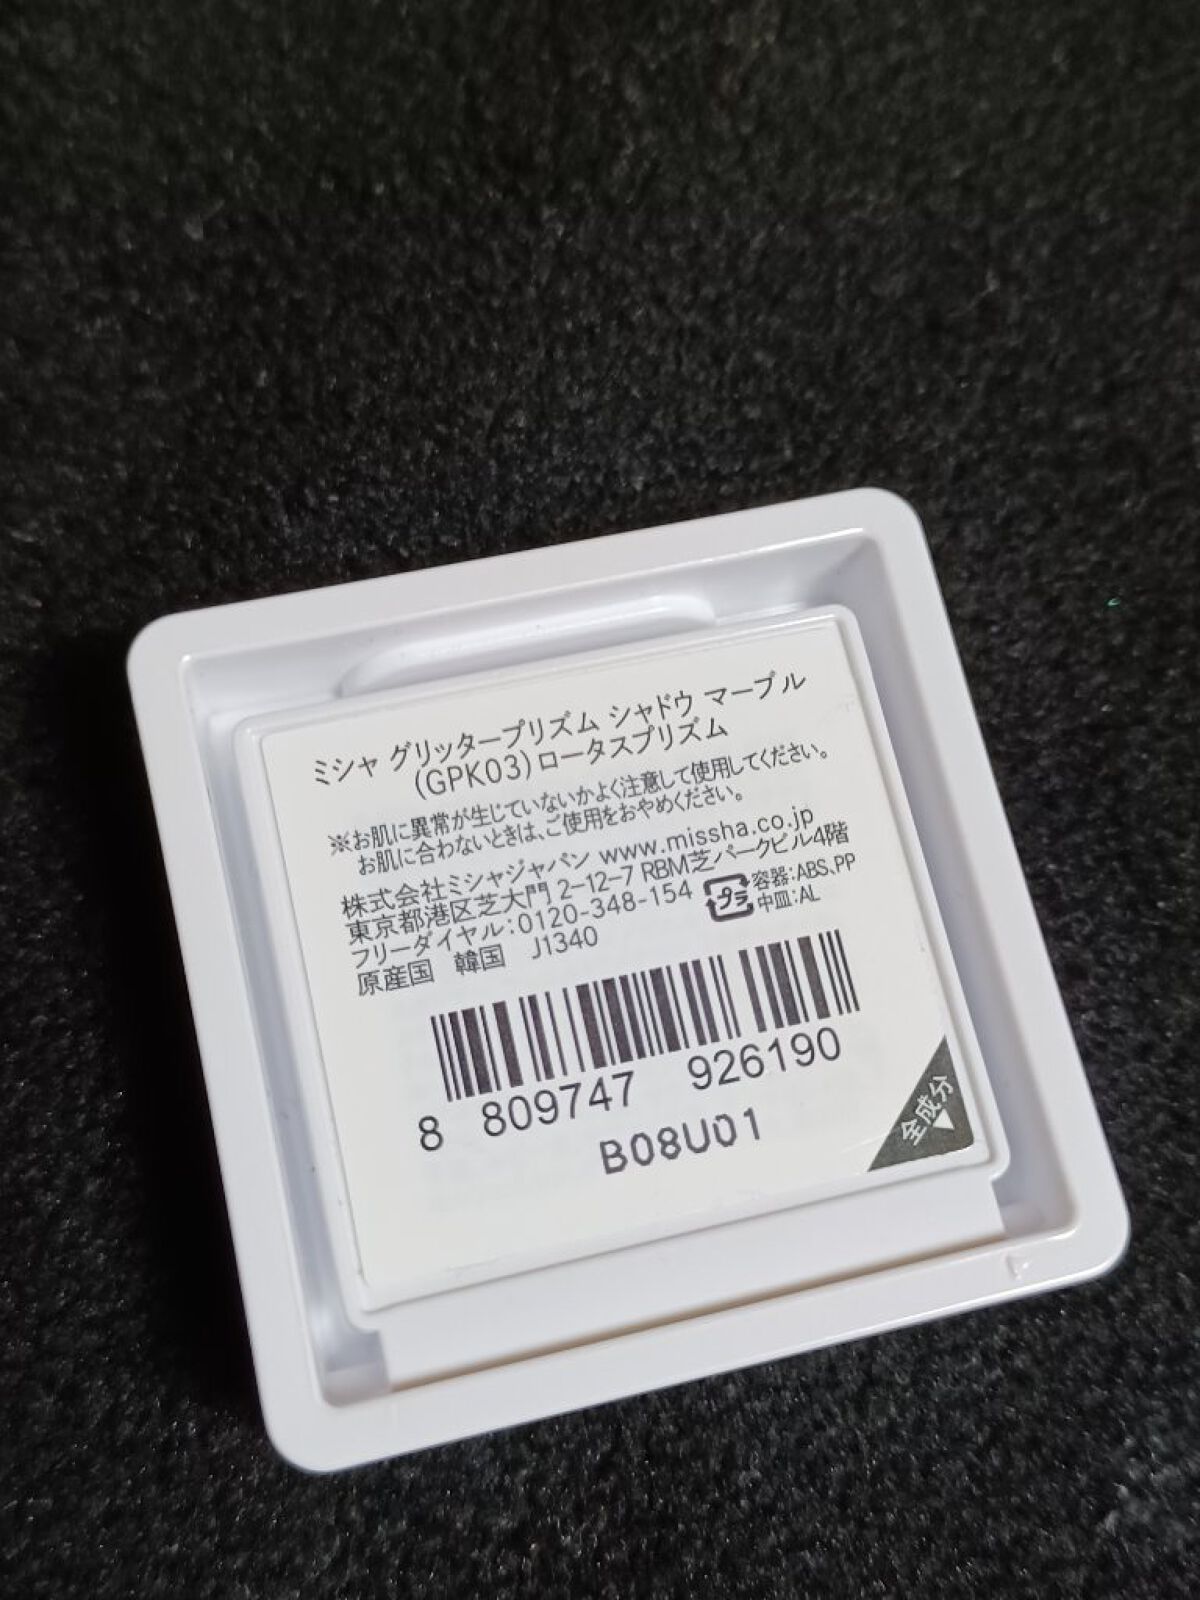 ミシャ グリッタープリズム シャドウ マーブル
(GPK03)ロータスプリズム
※お肌に異常が生じていないかよく注意して使用してください。
お肌に合わないときは、ご使用をおやめください。
株式会社ミシャジャパン www.missha.co.jp
東京都港区芝大門 2-12-7 RBM芝パークビル4階
フリーダイヤル:0120-348-154
プラ
容器:ABS,PP
中皿:AL
原産国 韓国 J1340
8 809747 926190
B08U01
全成分